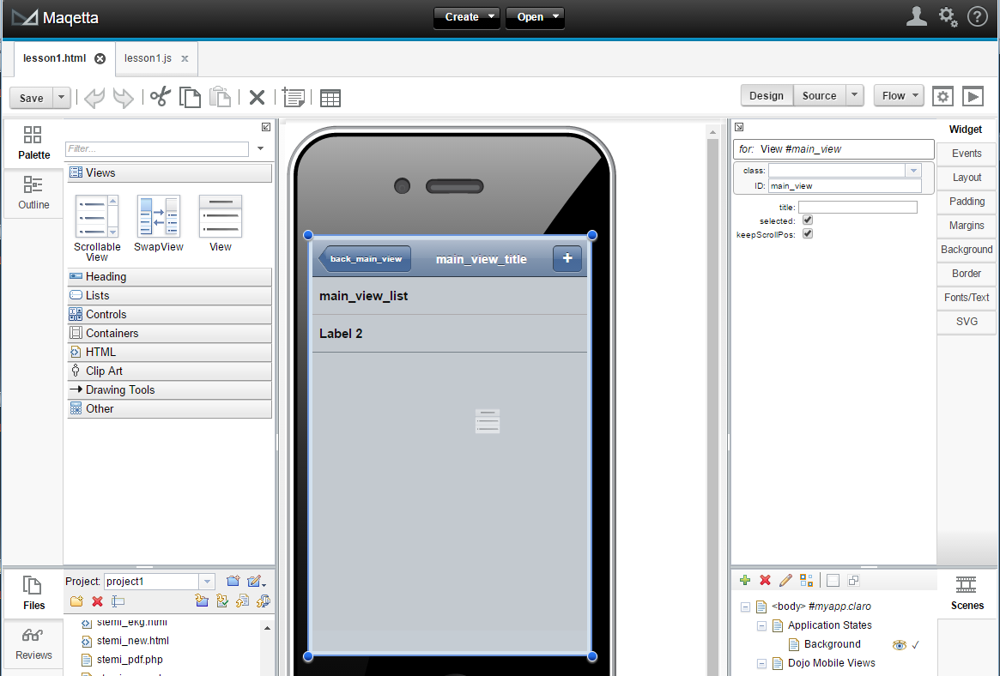 Maqetta
Create
Open
lesson1.html
lesson1.js x
Save
Design
Source
Flow
Palette
Outline
Filter...
Views
Scrollable
View
SwapView
View
Heading
Lists
Controls
Containers
HTML
Clip Art
Drawing Tools
Other
back_main_view
main_view_title
+
main_view_list
Label 2
for: View #main_view
class:
ID: main_view
title:
selected:
keepScrollPos:
Widget
Events
Layout
Padding
Margins
Background
Border
Fonts/Text
SVG
Files
Reviews
Project: project1
stemi_ekg.html
stemi_new.html
stemi_pdf.php
<body> #myapp.claro
Application States
Background
Dojo Mobile Views
Scenes